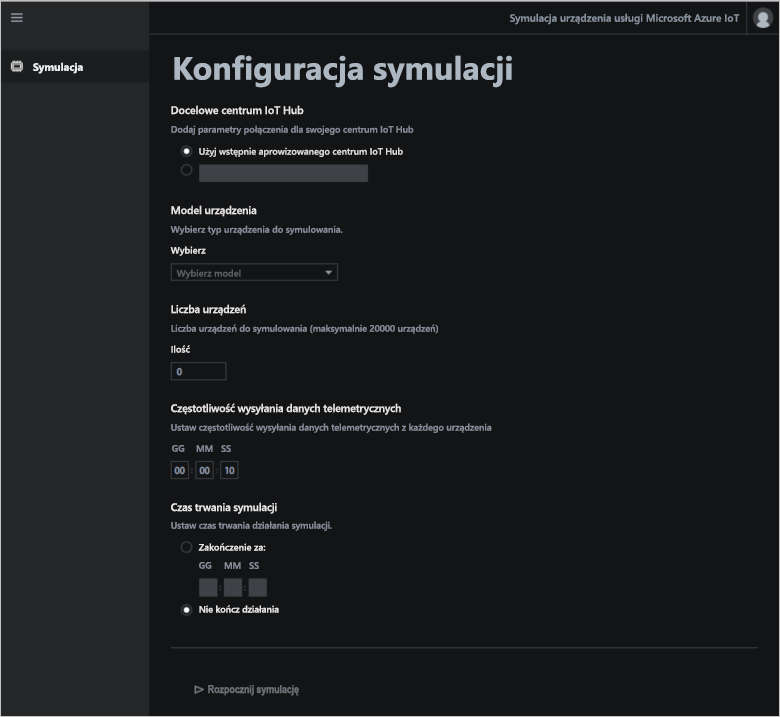 Symulacja urządzenia usługi Microsoft Azure IoT
Symulacja
Konfiguracja symulacji
Docelowe centrum IoT Hub
Dodaj parametry połączenia dla swojego centrum IoT Hub
Użyj wstępnie aprowizowanego centrum IoT Hub
Model urządzenia
Wybierz typ urządzenia do symulowania.
Wybierz
Wybierz model
Liczba urządzeń
Liczba urządzeń do symulowania (maksymalnie 20000 urządzeń)
Ilość
0
Częstotliwość wysyłania danych telemetrycznych
Ustaw częstotliwość wysyłania danych telemetrycznych z każdego urządzenia
GG MM SS
00 : 00 : 10
Czas trwania symulacji
Ustaw czas trwania działania symulacji.
Zakończenie za:
GG MM SS
: :
Nie kończ działania
Rozpocznij symulację